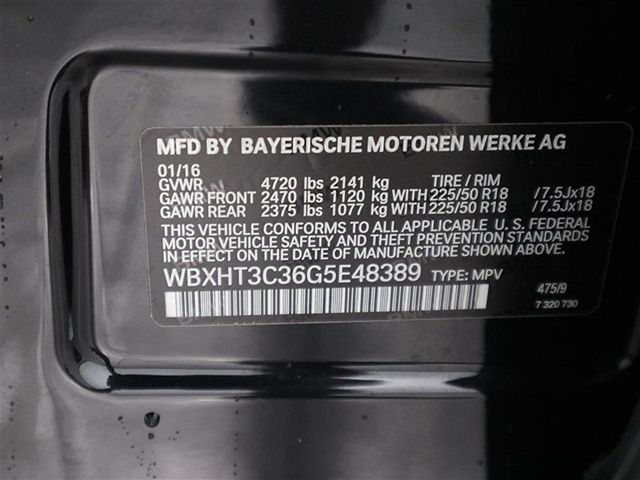 MFD BY BAYERISCHE MOTOREN WERKE AG
01/16
GVWR 4720 lbs 2141 kg TIRE / RIM
GAWR FRONT 2470 lbs 1120 kg WITH 225/50 R18 /7.5Jx18
GAWR REAR 2375 lbs 1077 kg WITH 225/50 R18 /7.5Jx18
THIS VEHICLE CONFORMS TO ALL APPLICABLE U. S. FEDERAL
MOTOR VEHICLE SAFETY AND THEFT PREVENTION STANDARDS
IN EFFECT ON THE DATE OF MANUFACTURE SHOWN ABOVE.
WBXHT3C36G5E48389 TYPE: MPV
475/9
7 320 730